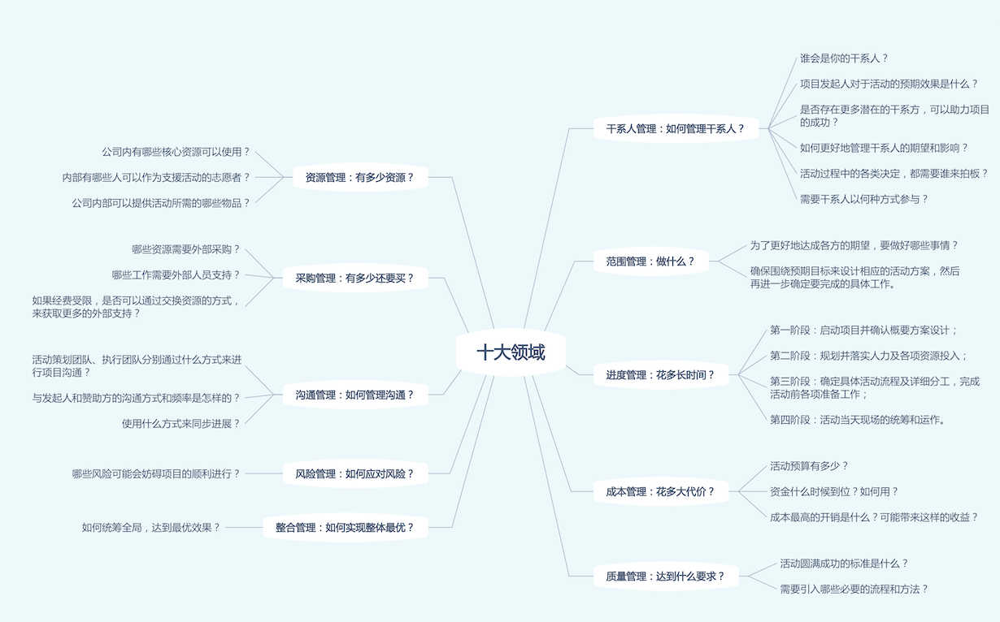 十大领域
干系人管理：如何管理干系人？
谁会是你的干系人？
项目发起人对于活动的预期效果是什么？
是否存在更多潜在的干系方，可以助力项目
的成功？
如何更好地管理干系人的期望和影响？
活动过程中的各类决定，都需要谁来拍板？
需要干系人以何种方式参与？
范围管理：做什么？
为了更好地达成各方的期望，要做好哪些事情？
确保围绕预期目标来设计相应的活动方案，然后
再进一步确定要完成的具体工作。
进度管理：花多长时间？
第一阶段：启动项目并确认概要方案设计；
第二阶段：规划并落实人力及各项资源投入；
第三阶段：确定具体活动流程及详细分工，完成
活动前各项准备工作；
第四阶段：活动当天现场的统筹和运作。
成本管理：花多大代价？
活动预算有多少？
资金什么时候到位？如何用？
成本最高的开销是什么？可能带来这样的收益？
质量管理：达到什么要求？
活动圆满成功的标准是什么？
需要引入哪些必要的流程和方法？
资源管理：有多少资源？
公司内有哪些核心资源可以使用？
内部有哪些人可以作为支援活动的志愿者？
公司内部可以提供活动所需的哪些物品？
采购管理：有多少还要买？
哪些资源需要外部采购？
哪些工作需要外部人员支持？
如果经费受限，是否可以通过交换资源的方式，
来获取更多的外部支持？
沟通管理：如何管理沟通？
活动策划团队、执行团队分别通过什么方式来进
行项目沟通？
与发起人和赞助方的沟通方式和频率是怎样的？
使用什么方式来同步进展？
风险管理：如何应对风险？
哪些风险可能会妨碍项目的顺利进行？
整合管理：如何实现整体最优？
如何统筹全局，达到最优效果？